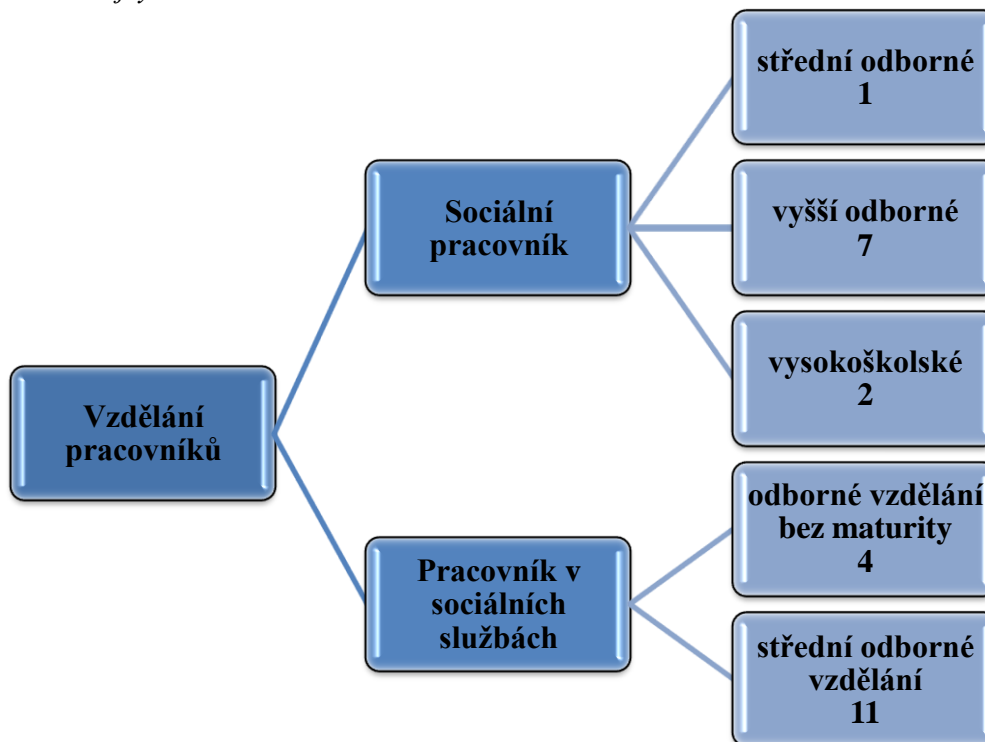 Vzdělání
pracovníků
Sociální
pracovník
střední odborné
1
vyšší odborné
7
vysokoškolské
2
Pracovník v
sociálních
službách
odborné vzdělání
bez maturity
4
střední odborné
vzdělání
11